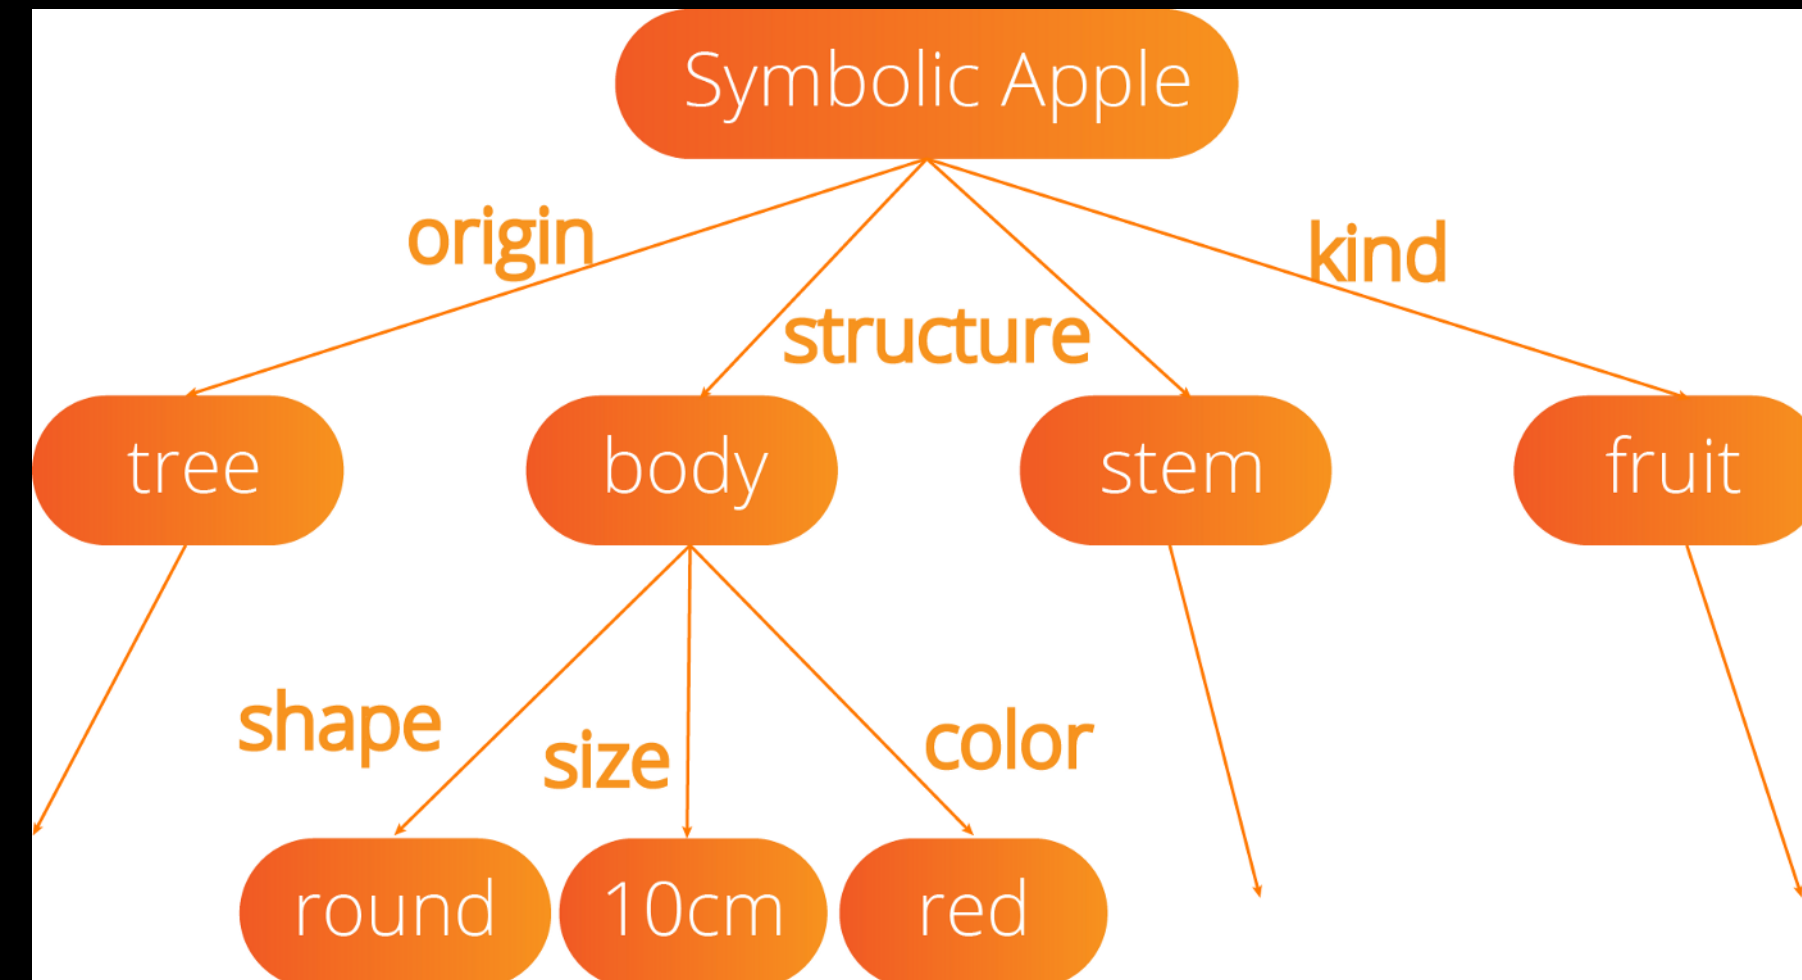 Symbolic Apple
origin
kind
structure
tree
body
stem
fruit
shape
size
color
round
10cm
red